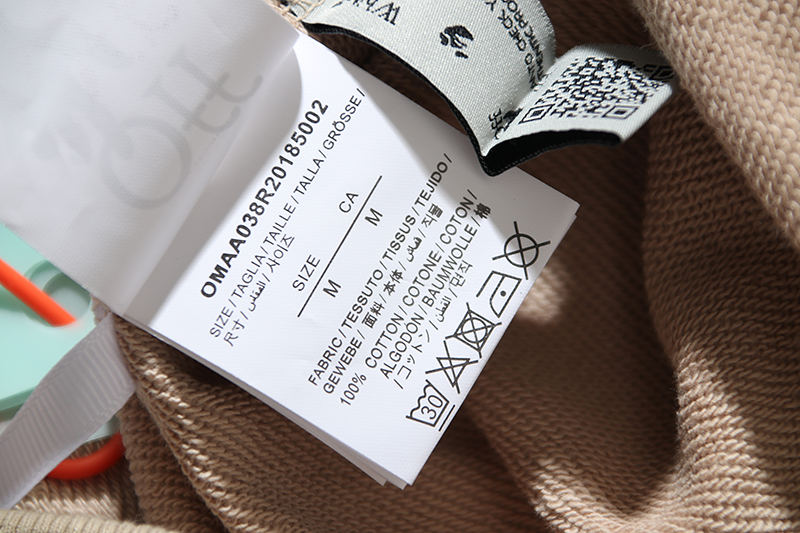 OMAA038R20185002
SIZE / TAGLIA / TAILLE / TALLA / GRÖSSE /
尺寸 / المقاس / 사이즈
SIZE CA
M M
FABRIC / TESSUTO / TISSUS / TEJIDO /
GEWEBE / 面料 / 本体 / قماش / 직물
100% COTTON / COTONE / COTON /
ALGODON / BAUMWOLLE / 棉
/ コットン / القطن / 면직
30